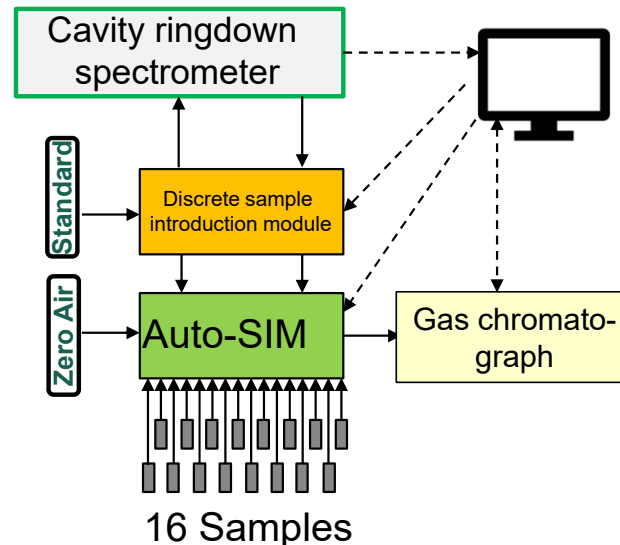 Cavity ringdown
spectrometer
Standard
Discrete sample
introduction module
Zero Air
Auto-SIM
Gas chromato-
graph
16 Samples